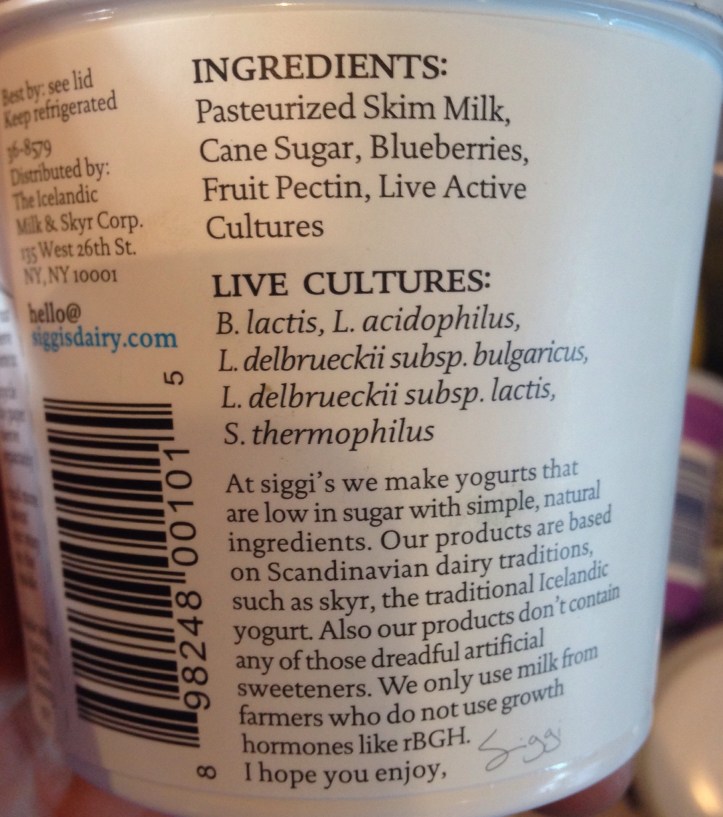 Best by: see lid
Keep refrigerated
36-8579
Distributed by:
The Icelandic
Milk & Skyr Corp.
135 West 26th St.
NY, NY 10001
hello@
siggisdairy.com
INGREDIENTS:
Pasteurized Skim Milk,
Cane Sugar, Blueberries,
Fruit Pectin, Live Active
Cultures
LIVE CULTURES:
B. lactis, L. acidophilus,
L. delbrueckii subsp. bulgaricus,
L. delbrueckii subsp. lactis,
S. thermophilus
At siggi's we make yogurts that
are low in sugar with simple, natural
ingredients. Our products are based
on Scandinavian dairy traditions,
such as skyr, the traditional Icelandic
yogurt. Also our products don't contain
any of those dreadful artificial
sweeteners. We only use milk from
farmers who do not use growth
hormones like rBGH.
I hope you enjoy,
Siggi
8 98248 00101 5